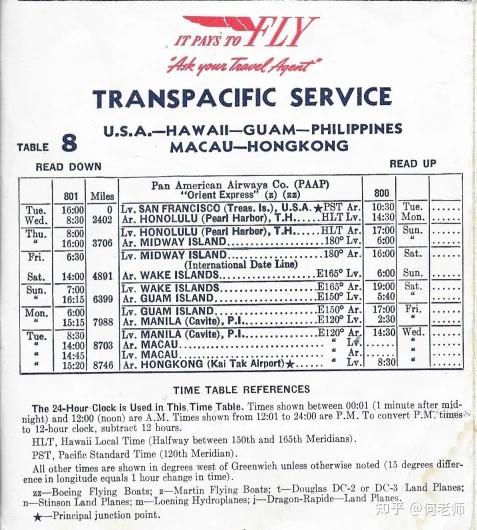 IT PAYS TO FLY
"Ask your Travel Agent"
TRANSPACIFIC SERVICE
U.S.A.—HAWAII—GUAM—PHILIPPINES
TABLE 8 MACAU—HONGKONG
READ DOWN READ UP
801 Miles Pan American Airways Co. (PAAP) 800
"Orient Express" (z) (zz)
Tue. 16:00 0 Lv. SAN FRANCISCO (Treas. Is.), U.S.A. ★PST Ar. 10:30 Tue. ......
Wed. 8:30 2402 Ar. HONOLULU (Pearl Harbor), T.H. ... HLT Lv. 14:30 Mon. ......
Thu. 8:00 Lv. HONOLULU (Pearl Harbor), T.H. ... HLT Ar. 17:00 Sun. ......
" 16:00 3706 Ar. MIDWAY ISLAND ........ 180° Lv. 6:00 " ......
Fri. 6:30 Lv. MIDWAY ISLAND ........ 180° Ar. 16:00 Sat. ......
(International Date Line)
Sat. 14:00 4891 Ar. WAKE ISLANDS ........ E165° Lv. 6:00 Sun. ......
Sun. 7:00 Lv. WAKE ISLANDS ........ E165° Ar. 19:00 Sat. ......
" 16:15 6399 Ar. GUAM ISLAND ........ E150° Lv. 5:40 " ......
Mon. 6:00 Lv. GUAM ISLAND ........ E150° Ar. 17:00 Fri. ......
" 15:15 7988 Ar. MANILA (Cavite), P.I. ........ E120° Lv. 2:30 " ......
Tue. 8:30 Lv. MANILA (Cavite), P.I. ........ E120° Ar. 14:30 Wed. ......
" 14:00 8703 Ar. MACAU ........ " Lv. ......
" 14:45 Lv. MACAU ........ " Ar. ......
" 15:20 8746 Ar. HONGKONG (Kai Tak Airport) ★ ........ " Lv. 8:30 " ......
TIME TABLE REFERENCES
The 24-Hour Clock is Used in This Time Table. Times shown between 00:01 (1 minute after mid-
night) and 12:00 (noon) are A.M. Times from 12:01 to 24:00 are P.M. To convert P.M. times
to 12-hour clock, subtract 12 hours.
HLT, Hawaii Local Time (Halfway between 150th and 165th Meridians).
PST, Pacific Standard Time (120th Meridian).
All other times are shown in degrees west of Greenwich unless otherwise noted (15 degrees differ-
ence in longitude equals 1 hour change in time).
zz—Boeing Flying Boats; z—Martin Flying Boats; t—Douglas DC-2 or DC-3 Land Planes;
n—Stinson Land Planes; m—Loening Hydroplanes; j—Dragon-Rapide—Land Planes.
★—Principal junction point.
知乎 @何老师